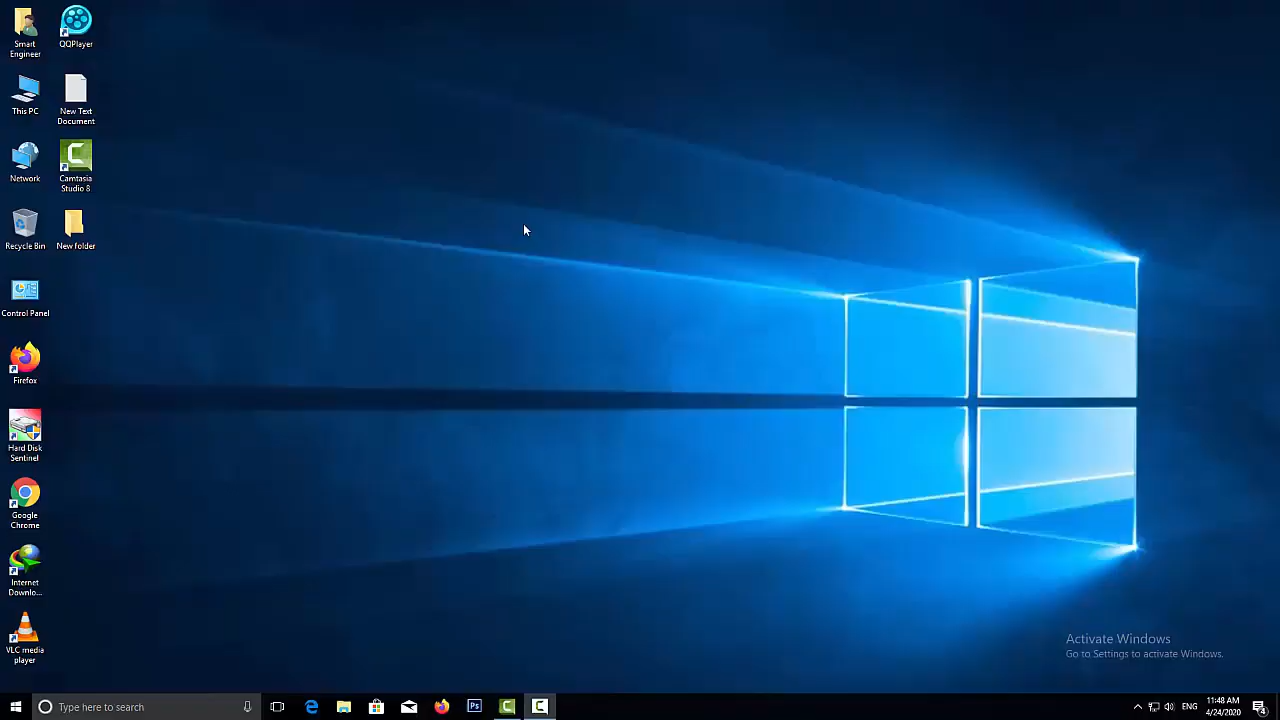 Smart
Engineer
QQPlayer
This PC
New Text
Document
Network
Camtasia
Studio 8
Recycle Bin
New folder
Control Panel
Firefox
Hard Disk
Sentinel
Google
Chrome
Internet
Downlo...
VLC media
player
Activate Windows
Go to Settings to activate Windows.
Type here to search
Ps
ENG
11:48 AM
4/24/2020
4